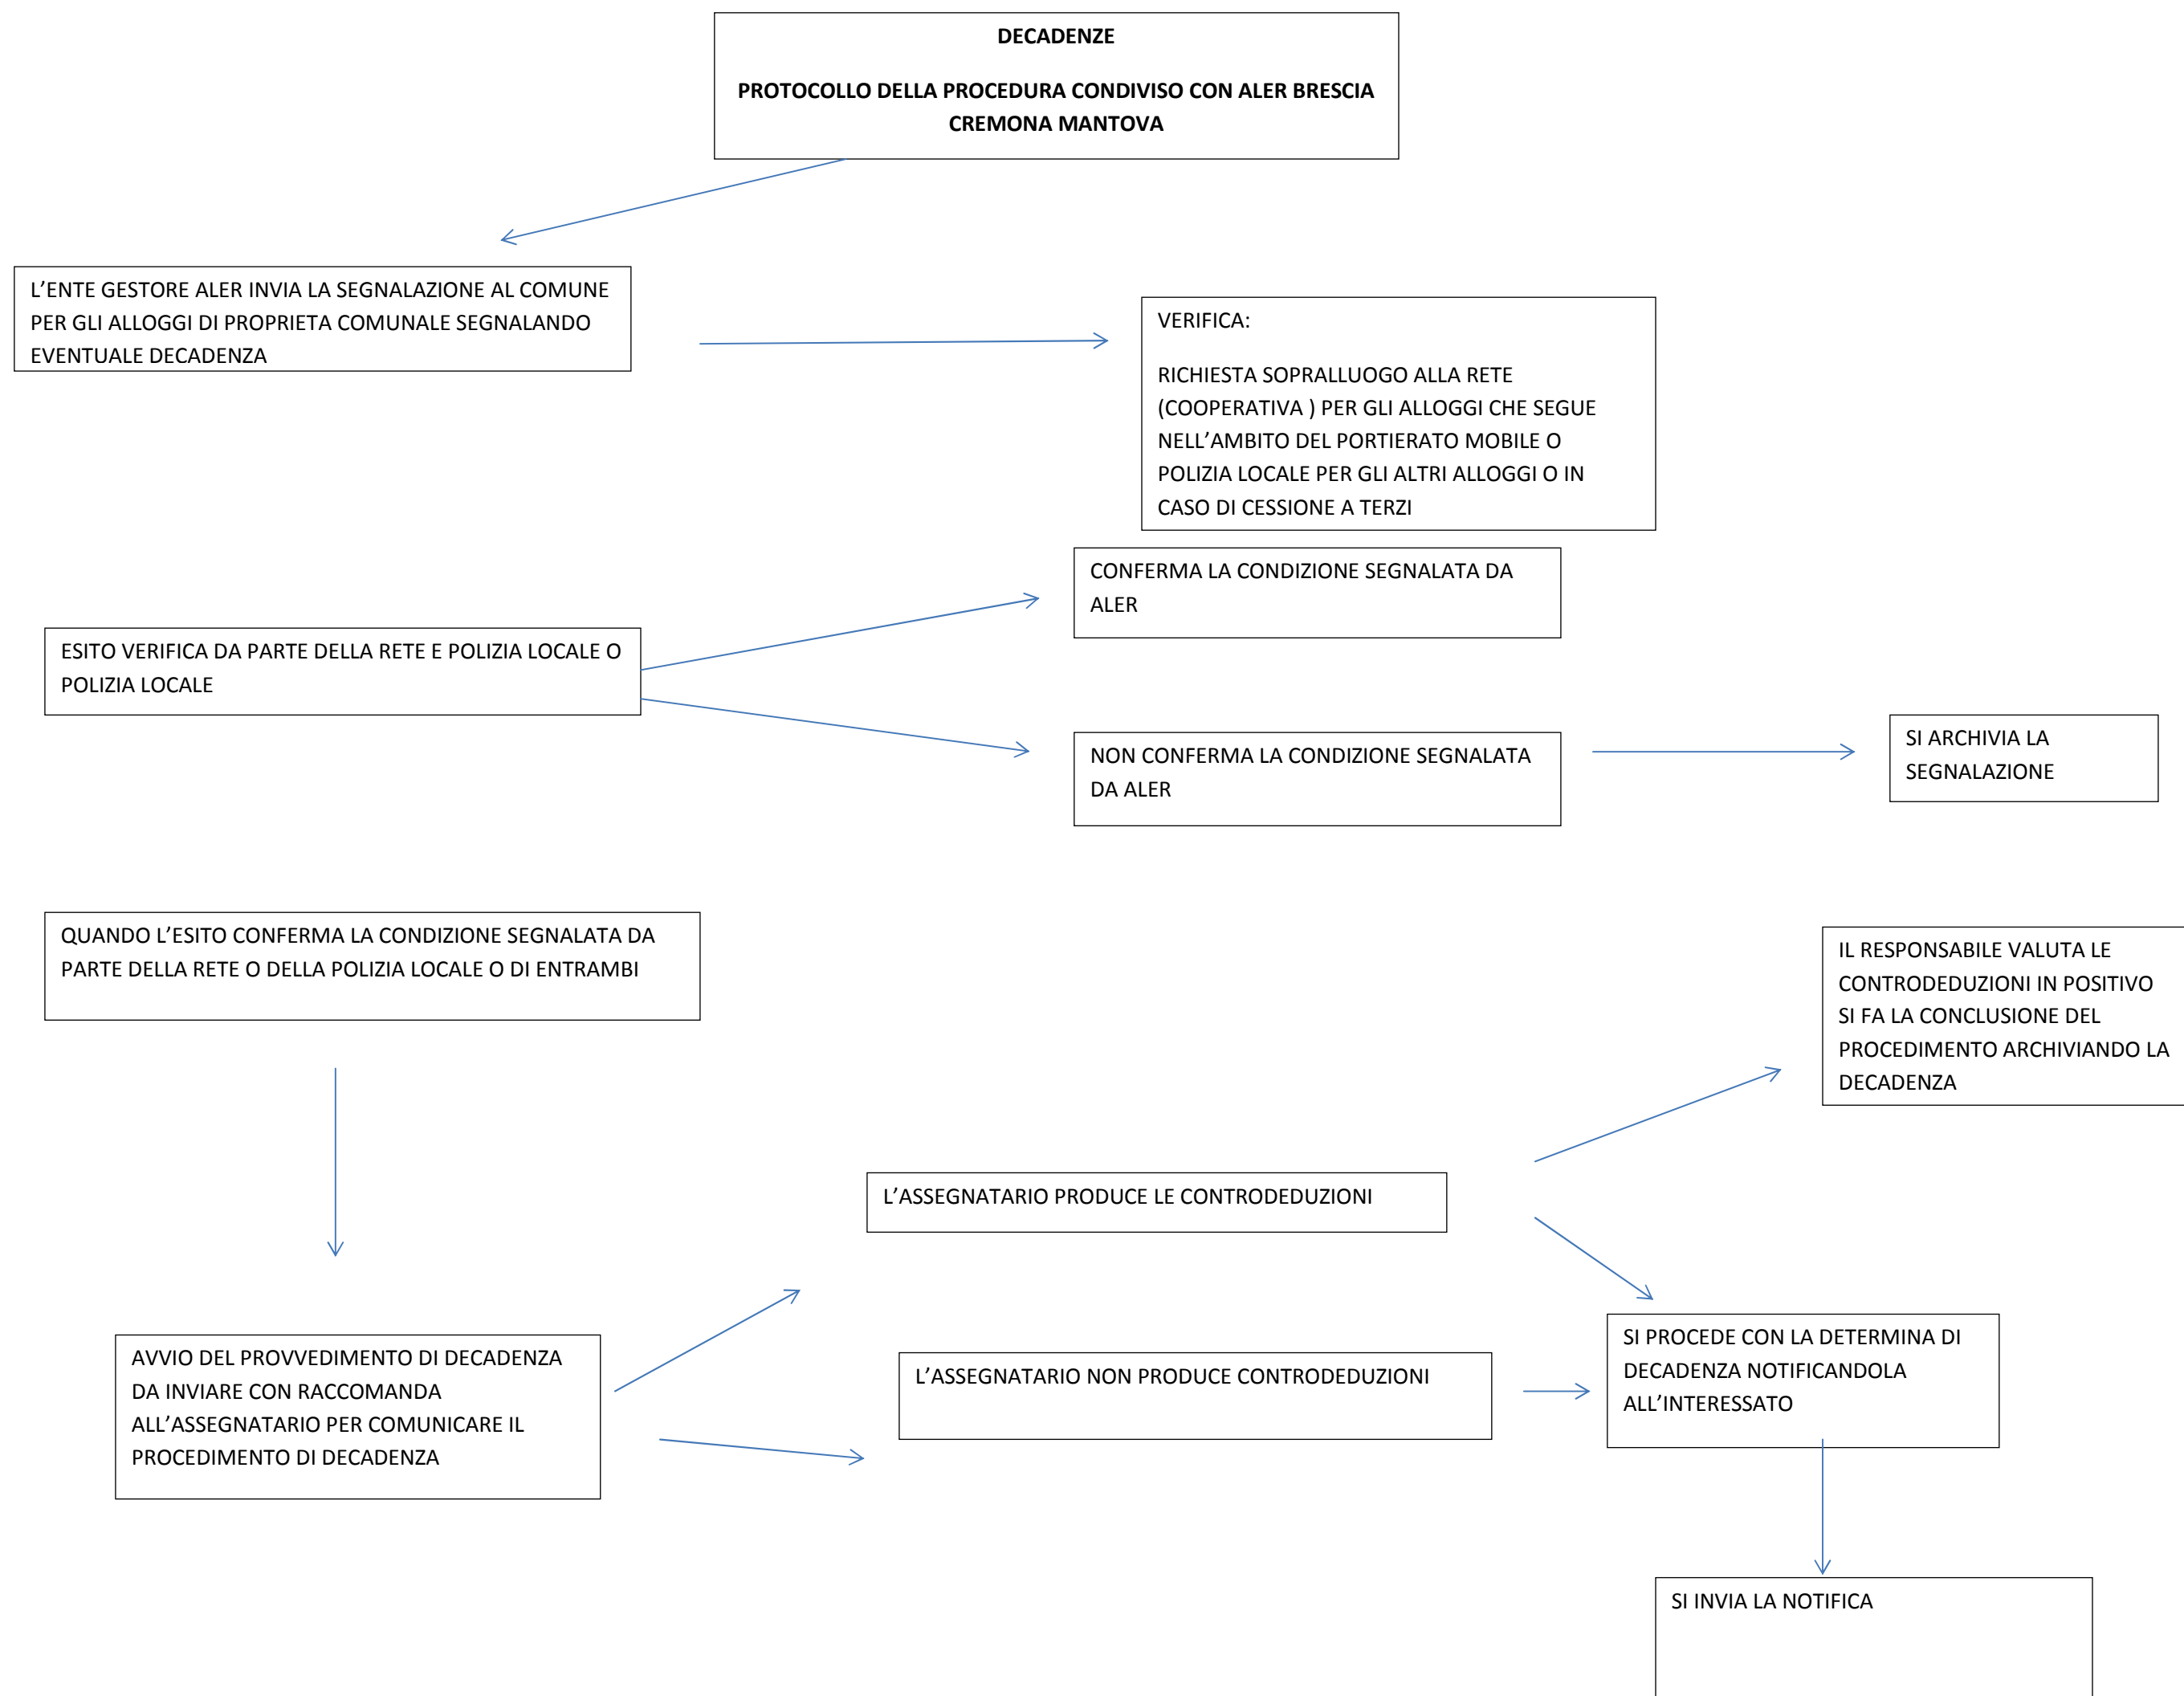 DECADENZE
PROTOCOLLO DELLA PROCEDURA CONDIVISO CON ALER BRESCIA
CREMONA MANTOVA
L’ENTE GESTORE ALER INVIA LA SEGNALAZIONE AL COMUNE
PER GLI ALLOGGI DI PROPRIETA COMUNALE SEGNALANDO
EVENTUALE DECADENZA
VERIFICA:
RICHIESTA SOPRALLUOGO ALLA RETE
(COOPERATIVA ) PER GLI ALLOGGI CHE SEGUE
NELL’AMBITO DEL PORTIERATO MOBILE O
POLIZIA LOCALE PER GLI ALTRI ALLOGGI O IN
CASO DI CESSIONE A TERZI
CONFERMA LA CONDIZIONE SEGNALATA DA
ALER
ESITO VERIFICA DA PARTE DELLA RETE E POLIZIA LOCALE O
POLIZIA LOCALE
NON CONFERMA LA CONDIZIONE SEGNALATA
DA ALER
SI ARCHIVIA LA
SEGNALAZIONE
QUANDO L’ESITO CONFERMA LA CONDIZIONE SEGNALATA DA
PARTE DELLA RETE O DELLA POLIZIA LOCALE O DI ENTRAMBI
IL RESPONSABILE VALUTA LE
CONTRODEDUZIONI IN POSITIVO
SI FA LA CONCLUSIONE DEL
PROCEDIMENTO ARCHIVIANDO LA
DECADENZA
L’ASSEGNATARIO PRODUCE LE CONTRODEDUZIONI
AVVIO DEL PROVVEDIMENTO DI DECADENZA
DA INVIARE CON RACCOMANDA
ALL’ASSEGNATARIO PER COMUNICARE IL
PROCEDIMENTO DI DECADENZA
L’ASSEGNATARIO NON PRODUCE CONTRODEDUZIONI
SI PROCEDE CON LA DETERMINA DI
DECADENZA NOTIFICANDOLA
ALL’INTERESSATO
SI INVIA LA NOTIFICA